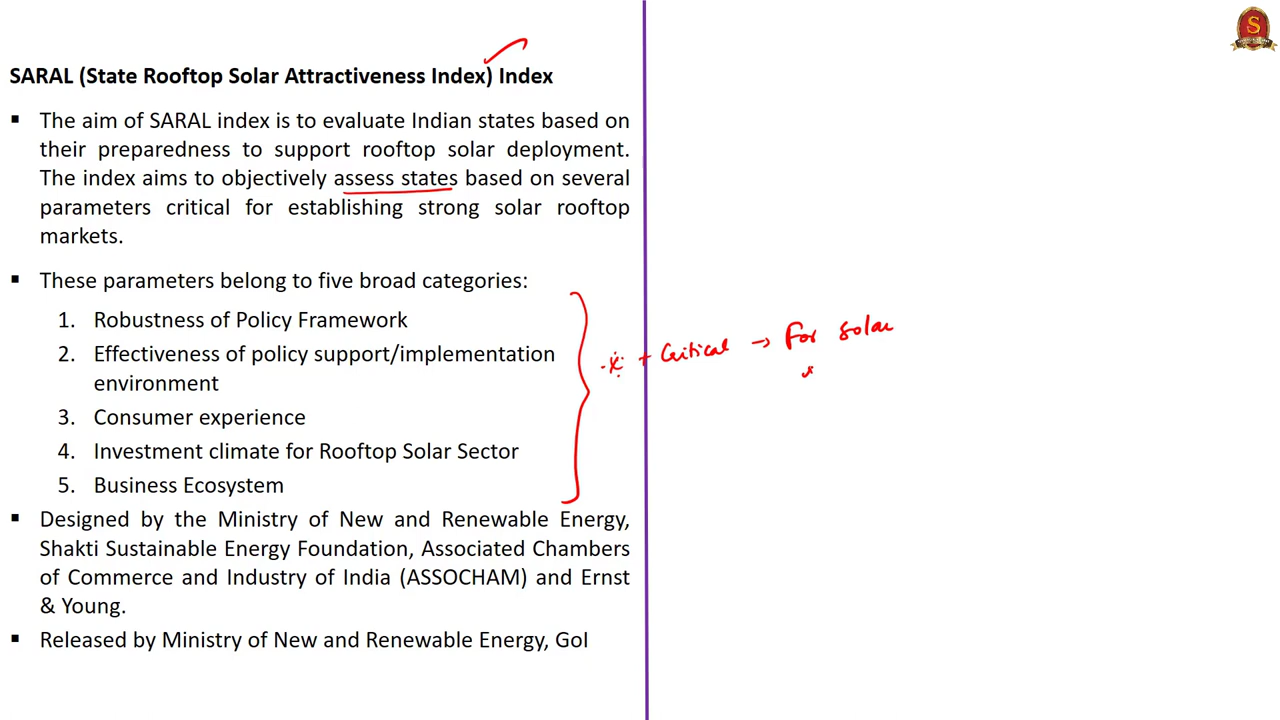 SARAL (State Rooftop Solar Attractiveness Index) Index
▪ The aim of SARAL index is to evaluate Indian states based on
their preparedness to support rooftop solar deployment.
The index aims to objectively assess states based on several
parameters critical for establishing strong solar rooftop
markets.
▪ These parameters belong to five broad categories:
1. Robustness of Policy Framework
2. Effectiveness of policy support/implementation
environment
3. Consumer experience
4. Investment climate for Rooftop Solar Sector
5. Business Ecosystem
+ Critical → For Solar
▪ Designed by the Ministry of New and Renewable Energy,
Shakti Sustainable Energy Foundation, Associated Chambers
of Commerce and Industry of India (ASSOCHAM) and Ernst
& Young.
▪ Released by Ministry of New and Renewable Energy, GoI
S